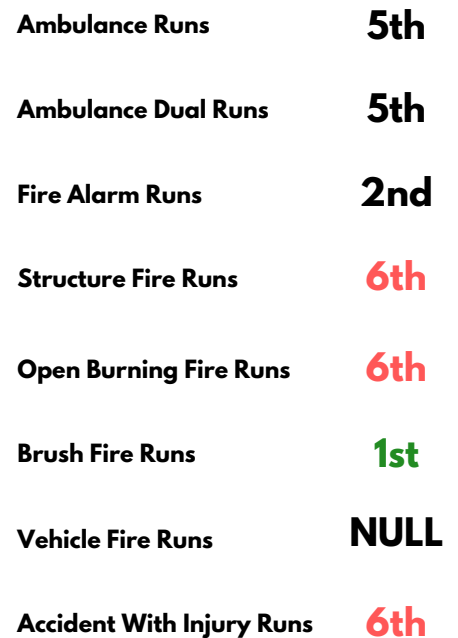 Ambulance Runs 5th
Ambulance Dual Runs 5th
Fire Alarm Runs 2nd
Structure Fire Runs 6th
Open Burning Fire Runs 6th
Brush Fire Runs 1st
Vehicle Fire Runs NULL
Accident With Injury Runs 6th